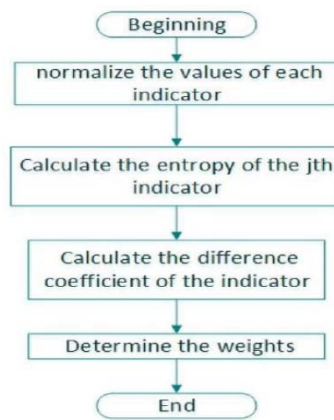 Beginning
normalize the values of each
indicator
Calculate the entropy of the jth
indicator
Calculate the difference
coefficient of the indicator
Determine the weights
End